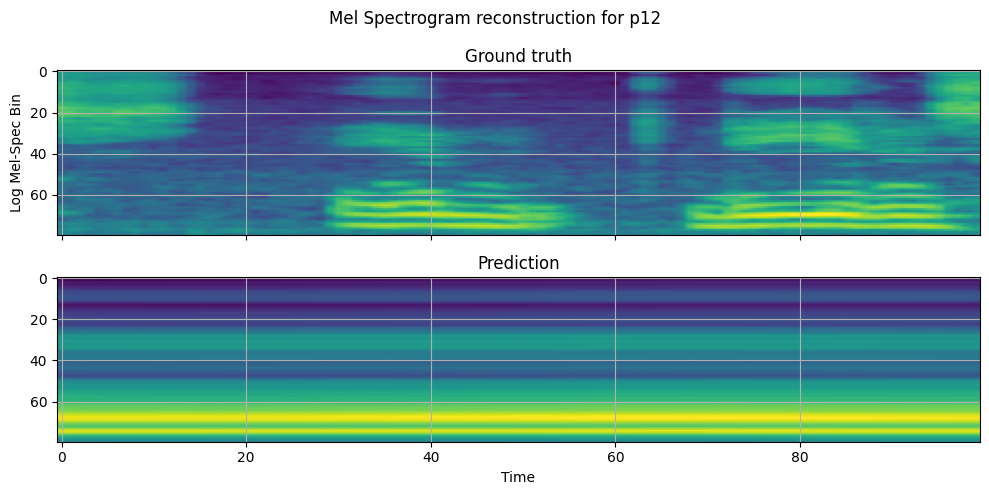 Mel Spectrogram reconstruction for p12
Ground truth
Log Mel-Spec Bin
0
20
40
60
Prediction
0
20
40
60
0 20 40 60 80
Time